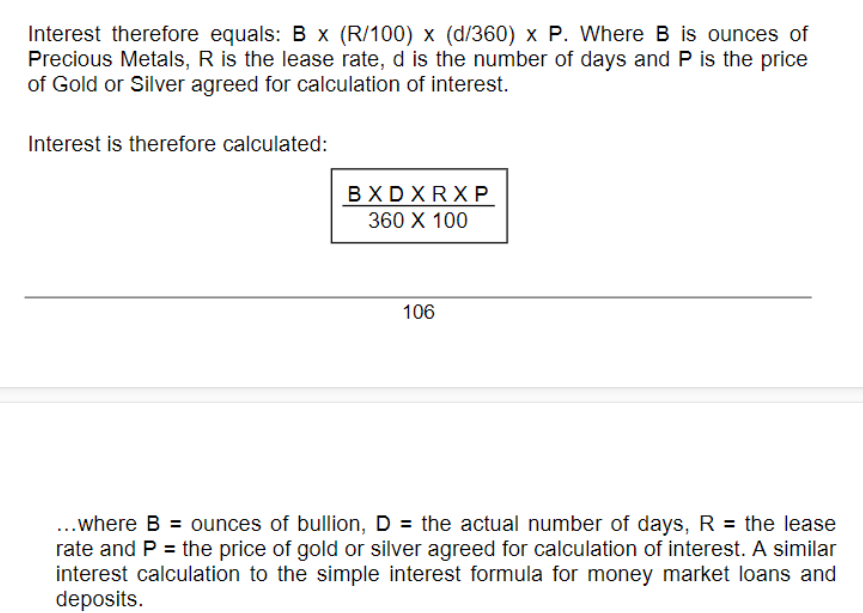 Interest therefore equals: B x (R/100) x (d/360) x P. Where B is ounces of
Precious Metals, R is the lease rate, d is the number of days and P is the price
of Gold or Silver agreed for calculation of interest.
Interest is therefore calculated:
B X D X R X P
360 X 100
106
...where B = ounces of bullion, D = the actual number of days, R = the lease
rate and P = the price of gold or silver agreed for calculation of interest. A similar
interest calculation to the simple interest formula for money market loans and
deposits.